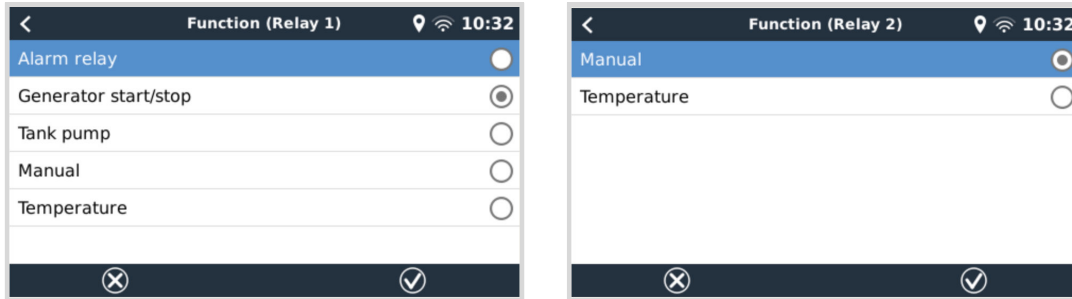 Function (Relay 1) 10:32
Alarm relay
Generator start/stop
Tank pump
Manual
Temperature
Function (Relay 2) 10:32
Manual
Temperature